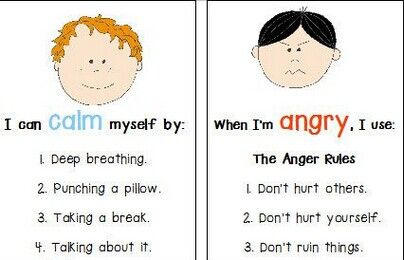 I can calm myself by:
1. Deep breathing.
2. Punching a pillow.
3. Taking a break.
4. Talking about it.
When I'm angry, I use:
The Anger Rules
1. Don't hurt others.
2. Don't hurt yourself.
3. Don't ruin things.